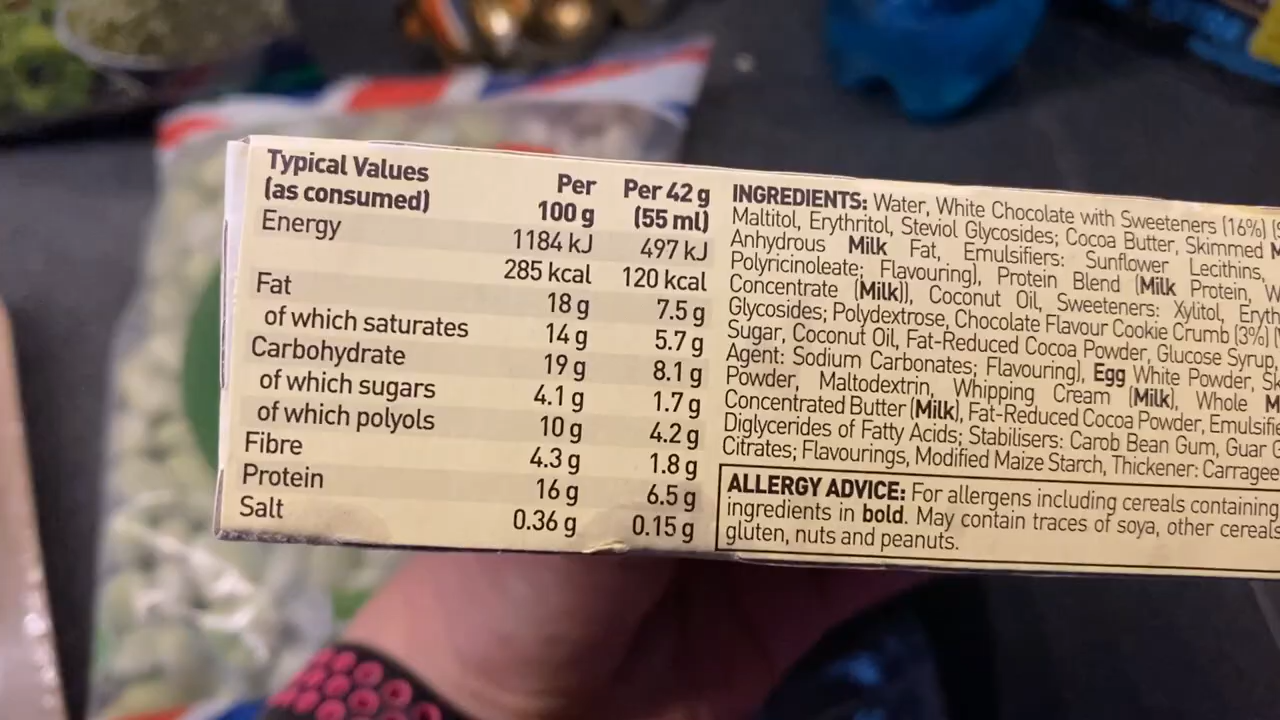 Typical Values (as consumed) Per 100 g Per 42 g (55 ml)
Energy 1184 kJ 497 kJ
285 kcal 120 kcal
Fat 18 g 7.5 g
of which saturates 14 g 5.7 g
Carbohydrate 19 g 8.1 g
of which sugars 4.1 g 1.7 g
of which polyols 10 g 4.2 g
Fibre 4.3 g 1.8 g
Protein 16 g 6.5 g
Salt 0.36 g 0.15 g
INGREDIENTS: Water, White Chocolate with Sweeteners (16%)
Maltitol, Erythritol, Steviol Glycosides; Cocoa Butter, Skimmed
Anhydrous Milk Fat, Emulsifiers: Sunflower Lecithins,
Polyricinoleate; Flavouring), Protein Blend (Milk Protein,
Concentrate (Milk)), Coconut Oil, Sweeteners: Xylitol,
Glycosides; Polydextrose, Chocolate Flavour Cookie Crumb (3%)
Sugar, Coconut Oil, Fat-Reduced Cocoa Powder, Glucose Syrup,
Agent: Sodium Carbonates; Flavouring), Egg White Powder,
Powder, Maltodextrin, Whipping Cream (Milk), Whole
Concentrated Butter (Milk), Fat-Reduced Cocoa Powder,
Diglycerides of Fatty Acids; Stabilisers: Carob Bean Gum, Guar
Citrates; Flavourings, Modified Maize Starch, Thickener:
ALLERGY ADVICE: For allergens including cereals containing
ingredients in bold. May contain traces of soya, other cereals
gluten, nuts and peanuts.